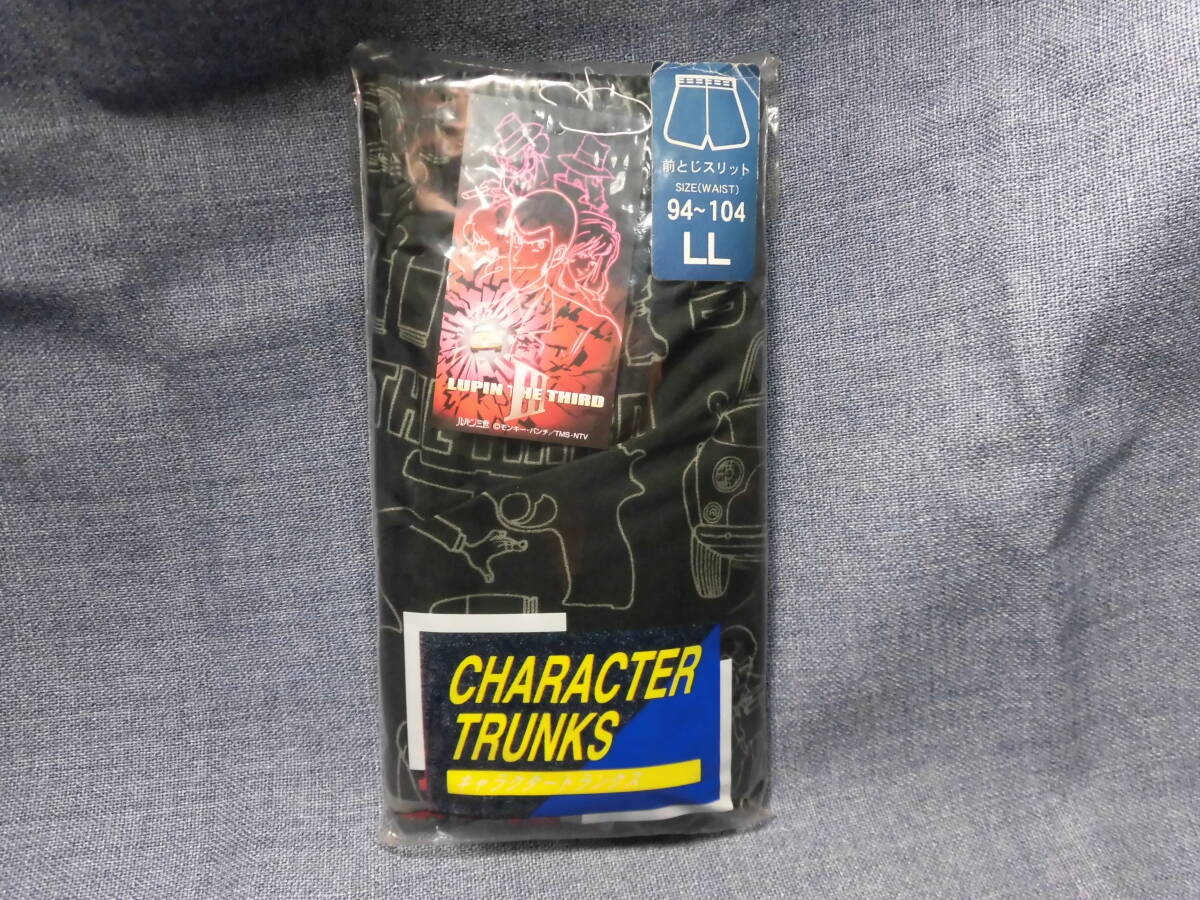 前とじスリット
SIZE(WAIST)
94~104
LL
LUPIN THE THIRD
III
ルパン三世 ©モンキー・パンチ/TMS・NTV
THE
CHARACTER
TRUNKS
キャラクタートランクス